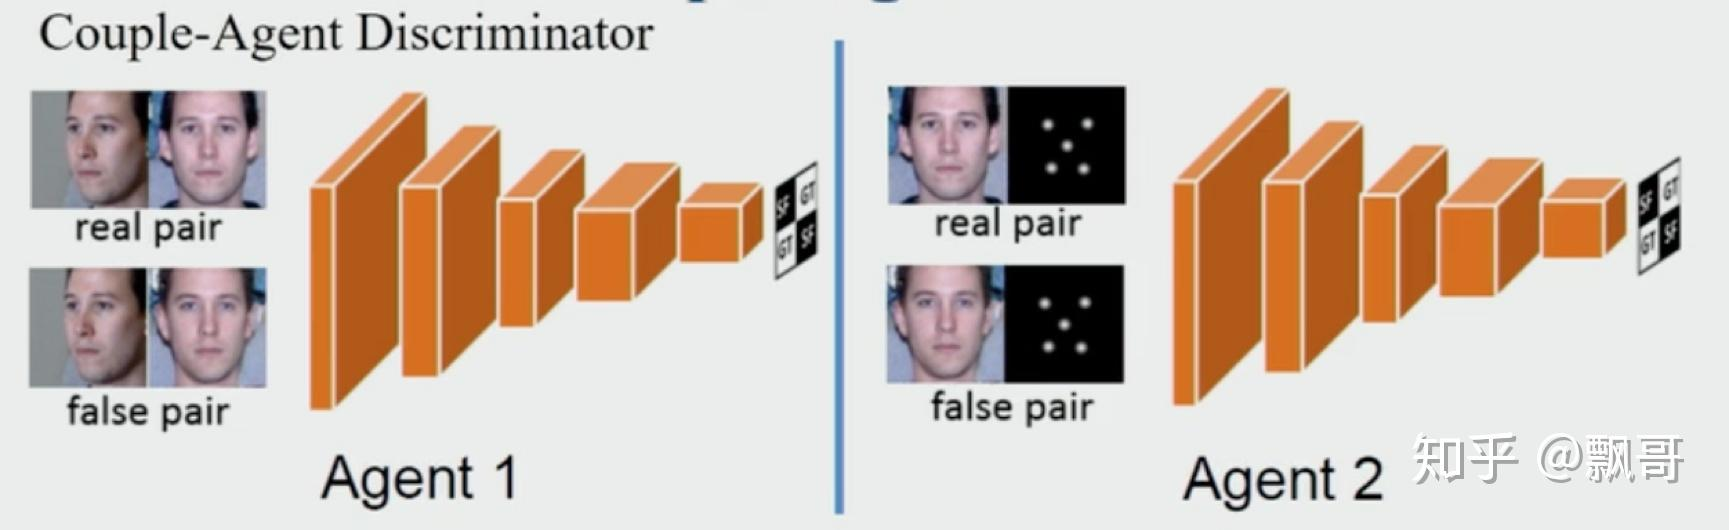 Couple-Agent Discriminator
real pair
false pair
SF GT
GT SF
Agent 1
real pair
false pair
SF GT
GT SF
Agent 2
知乎 @飘哥